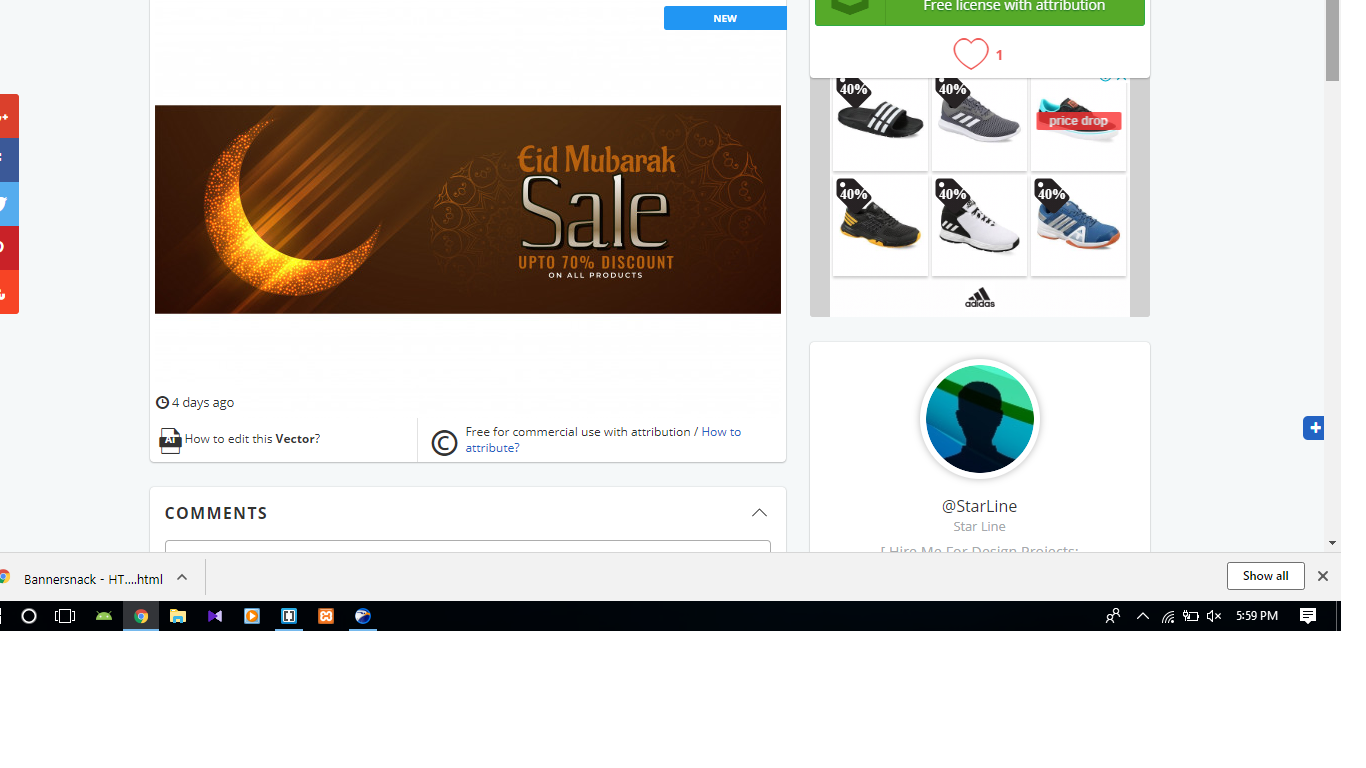 NEW
Free license with attribution
1
40%
40%
price drop
40%
40%
40%
adidas
Eid Mubarak
Sale
UPTO 70% DISCOUNT
ON ALL PRODUCTS
4 days ago
Ai How to edit this Vector?
© Free for commercial use with attribution / How to
attribute?
COMMENTS
@StarLine
Star Line
[ Hire Me For Design Projects:
Bannersnack - HT....html
Show all
5:59 PM